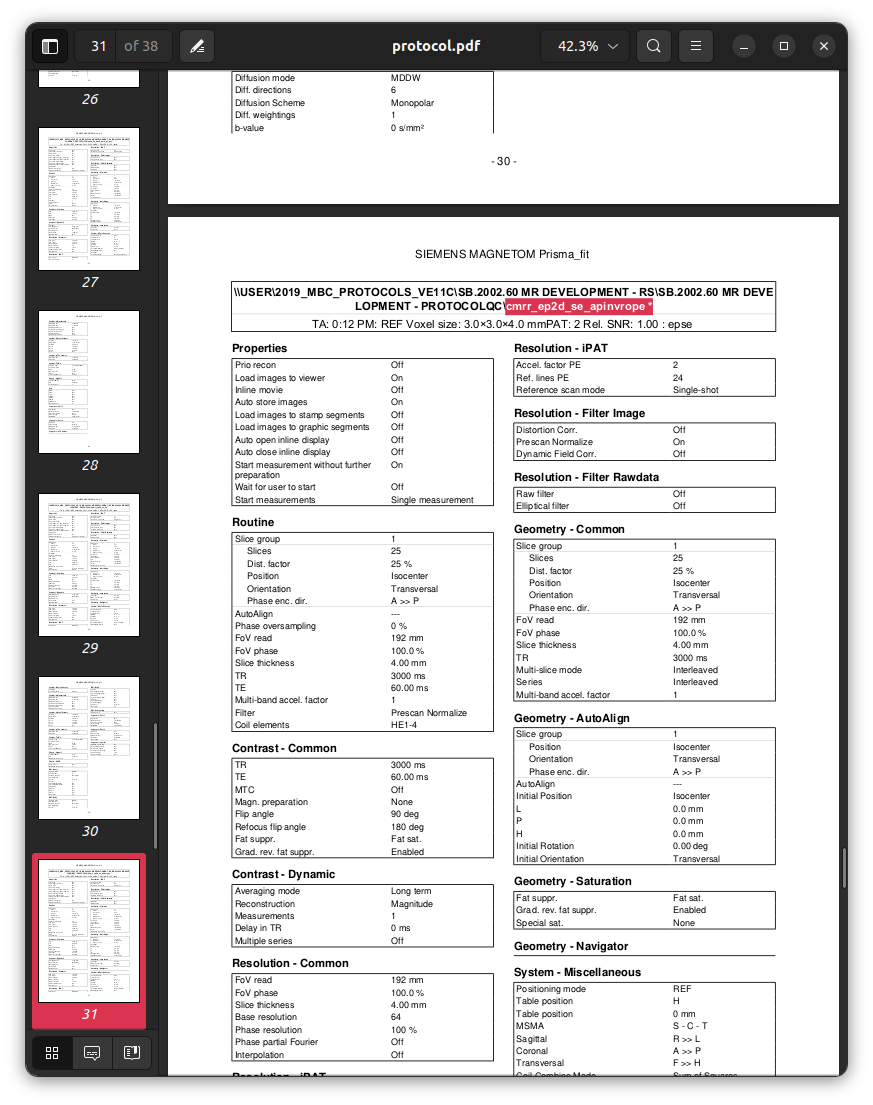 31 of 38
protocol.pdf
42.3%
26
27
28
29
30
31
Diffusion mode MDDW
Diff. directions 6
Diffusion Scheme Monopolar
Diff. weightings 1
b-value 0 s/mm²
- 30 -
SIEMENS MAGNETOM Prisma_fit
\\USER\2019_MBC_PROTOCOLS_VE11C\SB.2002.60 MR DEVELOPMENT - RS\SB.2002.60 MR DEVE
LOPMENT - PROTOCOLQC\cmrr_ep2d_se_apinvrope *
TA: 0:12 PM: REF Voxel size: 3.0×3.0×4.0 mmPAT: 2 Rel. SNR: 1.00 : epse
Properties
Prio recon Off
Load images to viewer On
Inline movie Off
Auto store images On
Load images to stamp segments Off
Load images to graphic segments Off
Auto open inline display Off
Auto close inline display Off
Start measurement without further On
preparation
Wait for user to start Off
Start measurements Single measurement
Routine
Slice group 1
Slices 25
Dist. factor 25 %
Position Isocenter
Orientation Transversal
Phase enc. dir. A >> P
AutoAlign ---
Phase oversampling 0 %
FoV read 192 mm
FoV phase 100.0 %
Slice thickness 4.00 mm
TR 3000 ms
TE 60.00 ms
Multi-band accel. factor 1
Filter Prescan Normalize
Coil elements HE1-4
Contrast - Common
TR 3000 ms
TE 60.00 ms
MTC Off
Magn. preparation None
Flip angle 90 deg
Refocus flip angle 180 deg
Fat suppr. Fat sat.
Grad. rev. fat suppr. Enabled
Contrast - Dynamic
Averaging mode Long term
Reconstruction Magnitude
Measurements 1
Delay in TR 0 ms
Multiple series Off
Resolution - Common
FoV read 192 mm
FoV phase 100.0 %
Slice thickness 4.00 mm
Base resolution 64
Phase resolution 100 %
Phase partial Fourier Off
Interpolation Off
Resolution - iPAT
Resolution - iPAT
Accel. factor PE 2
Ref. lines PE 24
Reference scan mode Single-shot
Resolution - Filter Image
Distortion Corr. Off
Prescan Normalize On
Dynamic Field Corr. Off
Resolution - Filter Rawdata
Raw filter Off
Elliptical filter Off
Geometry - Common
Slice group 1
Slices 25
Dist. factor 25 %
Position Isocenter
Orientation Transversal
Phase enc. dir. A >> P
FoV read 192 mm
FoV phase 100.0 %
Slice thickness 4.00 mm
TR 3000 ms
Multi-slice mode Interleaved
Series Interleaved
Multi-band accel. factor 1
Geometry - AutoAlign
Slice group 1
Position Isocenter
Orientation Transversal
Phase enc. dir. A >> P
AutoAlign ---
Initial Position Isocenter
L 0.0 mm
P 0.0 mm
H 0.0 mm
Initial Rotation 0.00 deg
Initial Orientation Transversal
Geometry - Saturation
Fat suppr. Fat sat.
Grad. rev. fat suppr. Enabled
Special sat. None
Geometry - Navigator
System - Miscellaneous
Positioning mode REF
Table position H
Table position 0 mm
MSMA S - C - T
Sagittal R >> L
Coronal A >> P
Transversal F >> H
Coil Combine Mode Sum of Squares